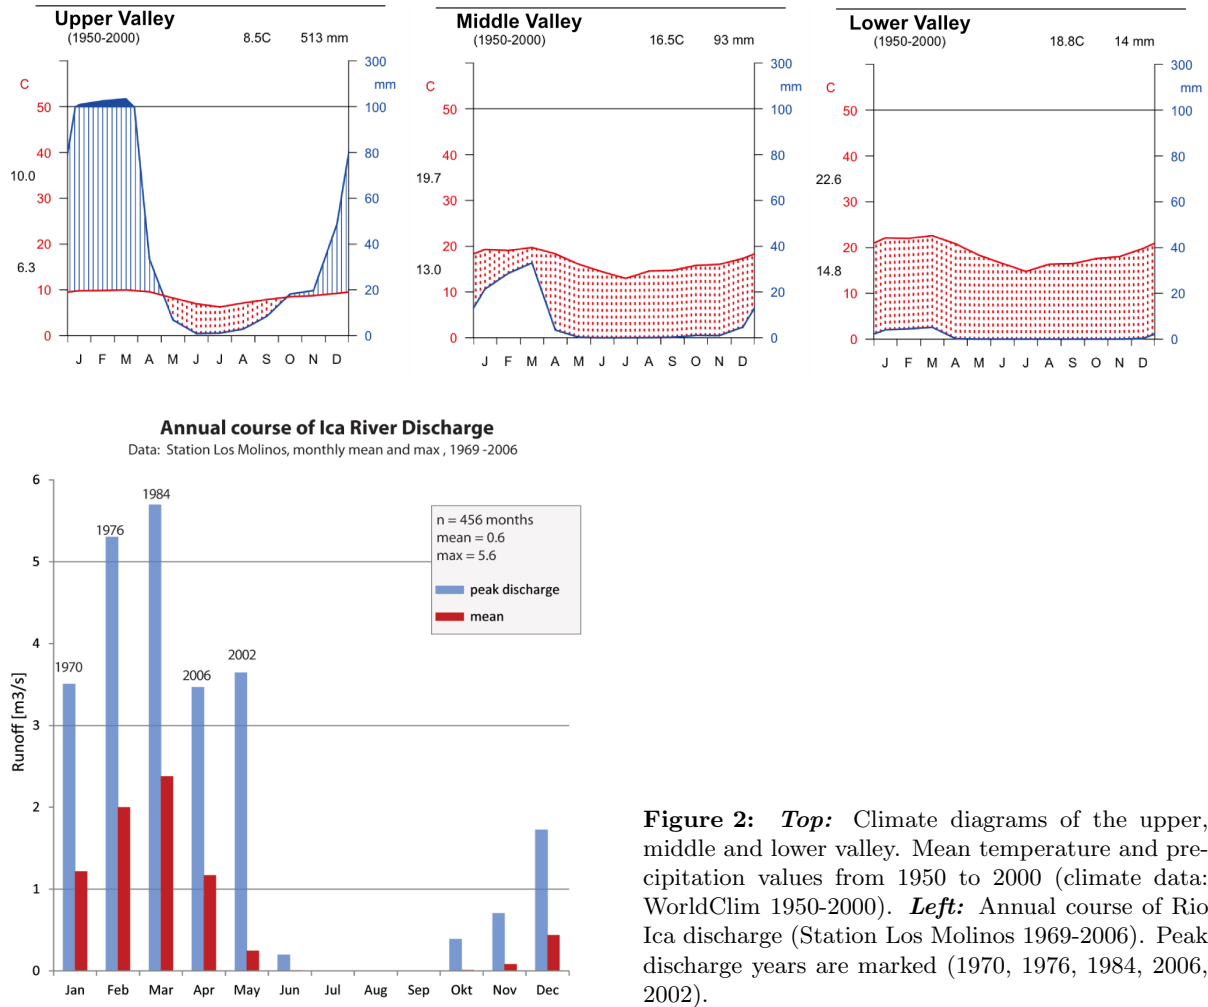 Upper Valley
(1950-2000) 8.5C 513 mm
C
50
40
30
20
10
0
10.0
6.3
300
mm
100
80
60
40
20
0
J F M A M J J A S O N D
Middle Valley
(1950-2000) 16.5C 93 mm
C
50
40
30
20
10
0
19.7
13.0
300
mm
100
80
60
40
20
0
J F M A M J J A S O N D
Lower Valley
(1950-2000) 18.8C 14 mm
C
50
40
30
20
10
0
22.6
14.8
300
mm
100
80
60
40
20
0
J F M A M J J A S O N D
Annual course of Ica River Discharge
Data: Station Los Molinos, monthly mean and max , 1969 -2006
Runoff [m3/s]
6
5
4
3
2
1
0
1970
1976
1984
2006
2002
n = 456 months
mean = 0.6
max = 5.6
peak discharge
mean
Jan Feb Mar Apr May Jun Jul Aug Sep Okt Nov Dec
Figure 2: Top: Climate diagrams of the upper,
middle and lower valley. Mean temperature and pre-
cipitation values from 1950 to 2000 (climate data:
WorldClim 1950-2000). Left: Annual course of Rio
Ica discharge (Station Los Molinos 1969-2006). Peak
discharge years are marked (1970, 1976, 1984, 2006,
2002).